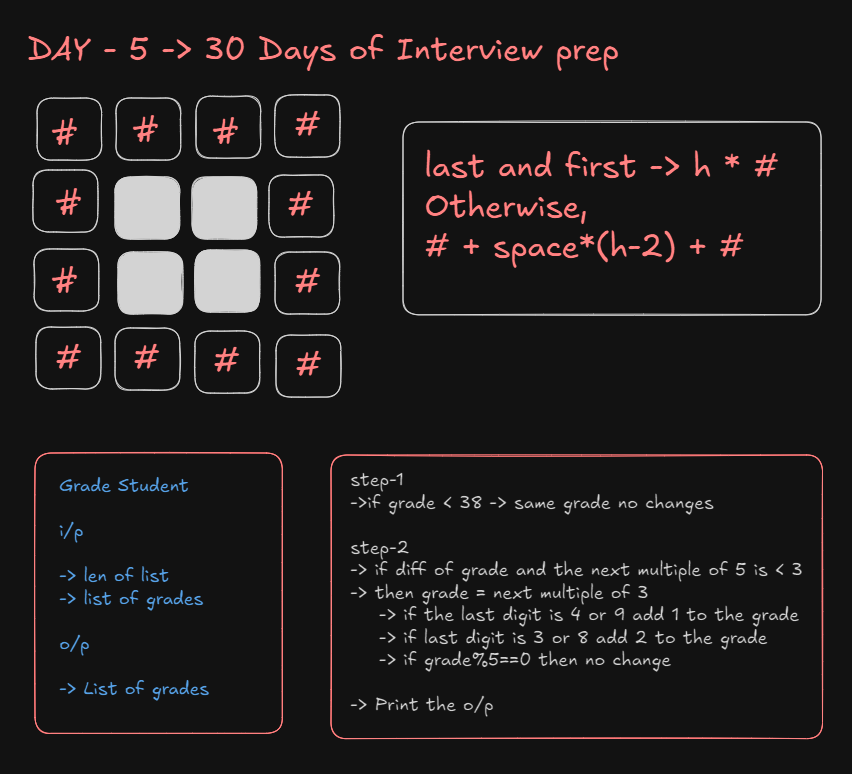 DAY - 5 -> 30 Days of Interview prep
# # # #
# #
# #
# # # #
last and first -> h * #
Otherwise,
# + space*(h-2) + #
Grade Student
i/p
-> len of list
-> list of grades
o/p
-> List of grades
step-1
->if grade < 38 -> same grade no changes
step-2
-> if diff of grade and the next multiple of 5 is < 3
-> then grade = next multiple of 3
-> if the last digit is 4 or 9 add 1 to the grade
-> if last digit is 3 or 8 add 2 to the grade
-> if grade%5==0 then no change
-> Print the o/p